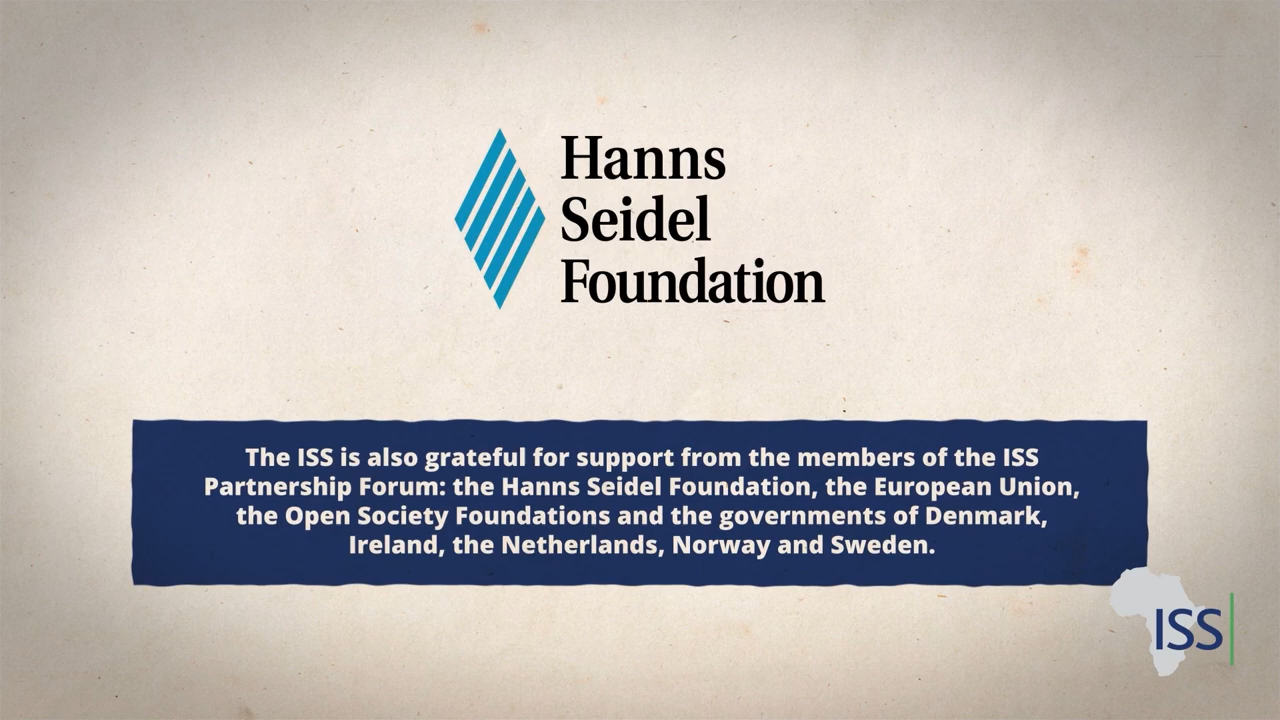 Hanns
Seidel
Foundation
The ISS is also grateful for support from the members of the ISS
Partnership Forum: the Hanns Seidel Foundation, the European Union,
the Open Society Foundations and the governments of Denmark,
Ireland, the Netherlands, Norway and Sweden.
ISS